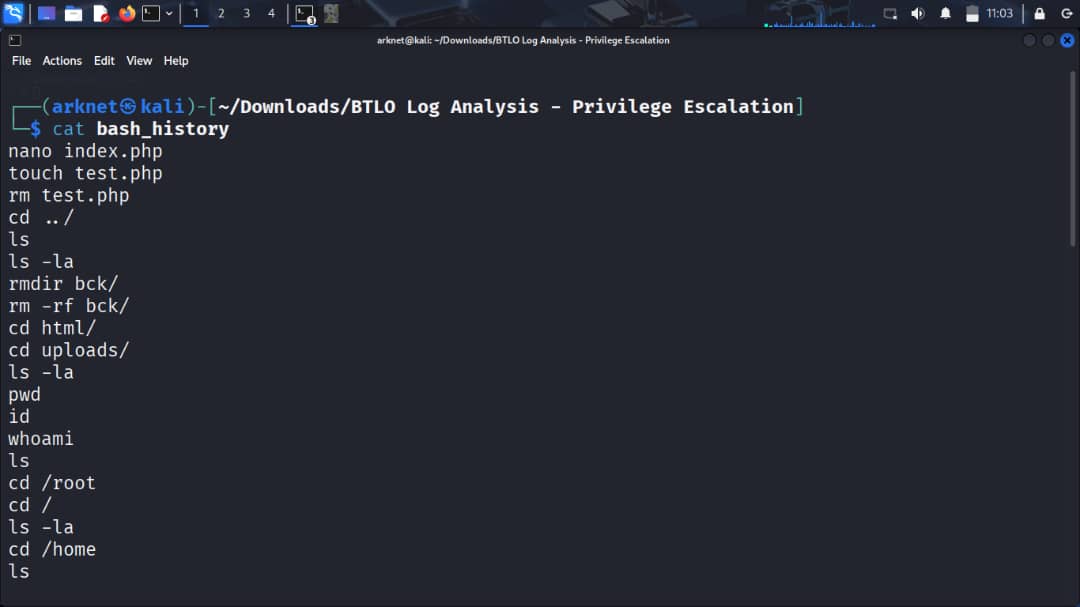 1 2 3 4 3 11:03
arknet@kali: ~/Downloads/BTLO Log Analysis - Privilege Escalation
File Actions Edit View Help
┌──(arknet㉿kali)-[~/Downloads/BTLO Log Analysis - Privilege Escalation]
└─$ cat bash_history
nano index.php
touch test.php
rm test.php
cd ../
ls
ls -la
rmdir bck/
rm -rf bck/
cd html/
cd uploads/
ls -la
pwd
id
whoami
ls
cd /root
cd /
ls -la
cd /home
ls